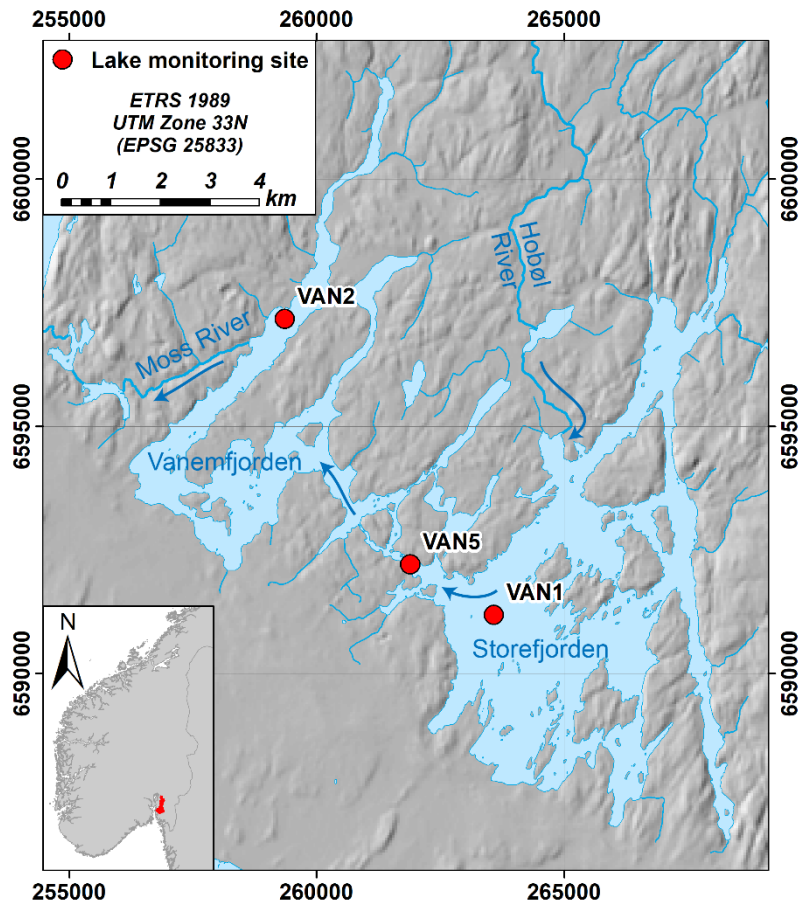 255000 260000 265000
Lake monitoring site
ETRS 1989
UTM Zone 33N
(EPSG 25833)
0 1 2 3 4 km
6600000
6600000
Hobøl
River
VAN2
Moss River
6595000
6595000
Vanemfjorden
VAN5
VAN1
Storefjorden
6590000
6590000
N
255000 260000 265000